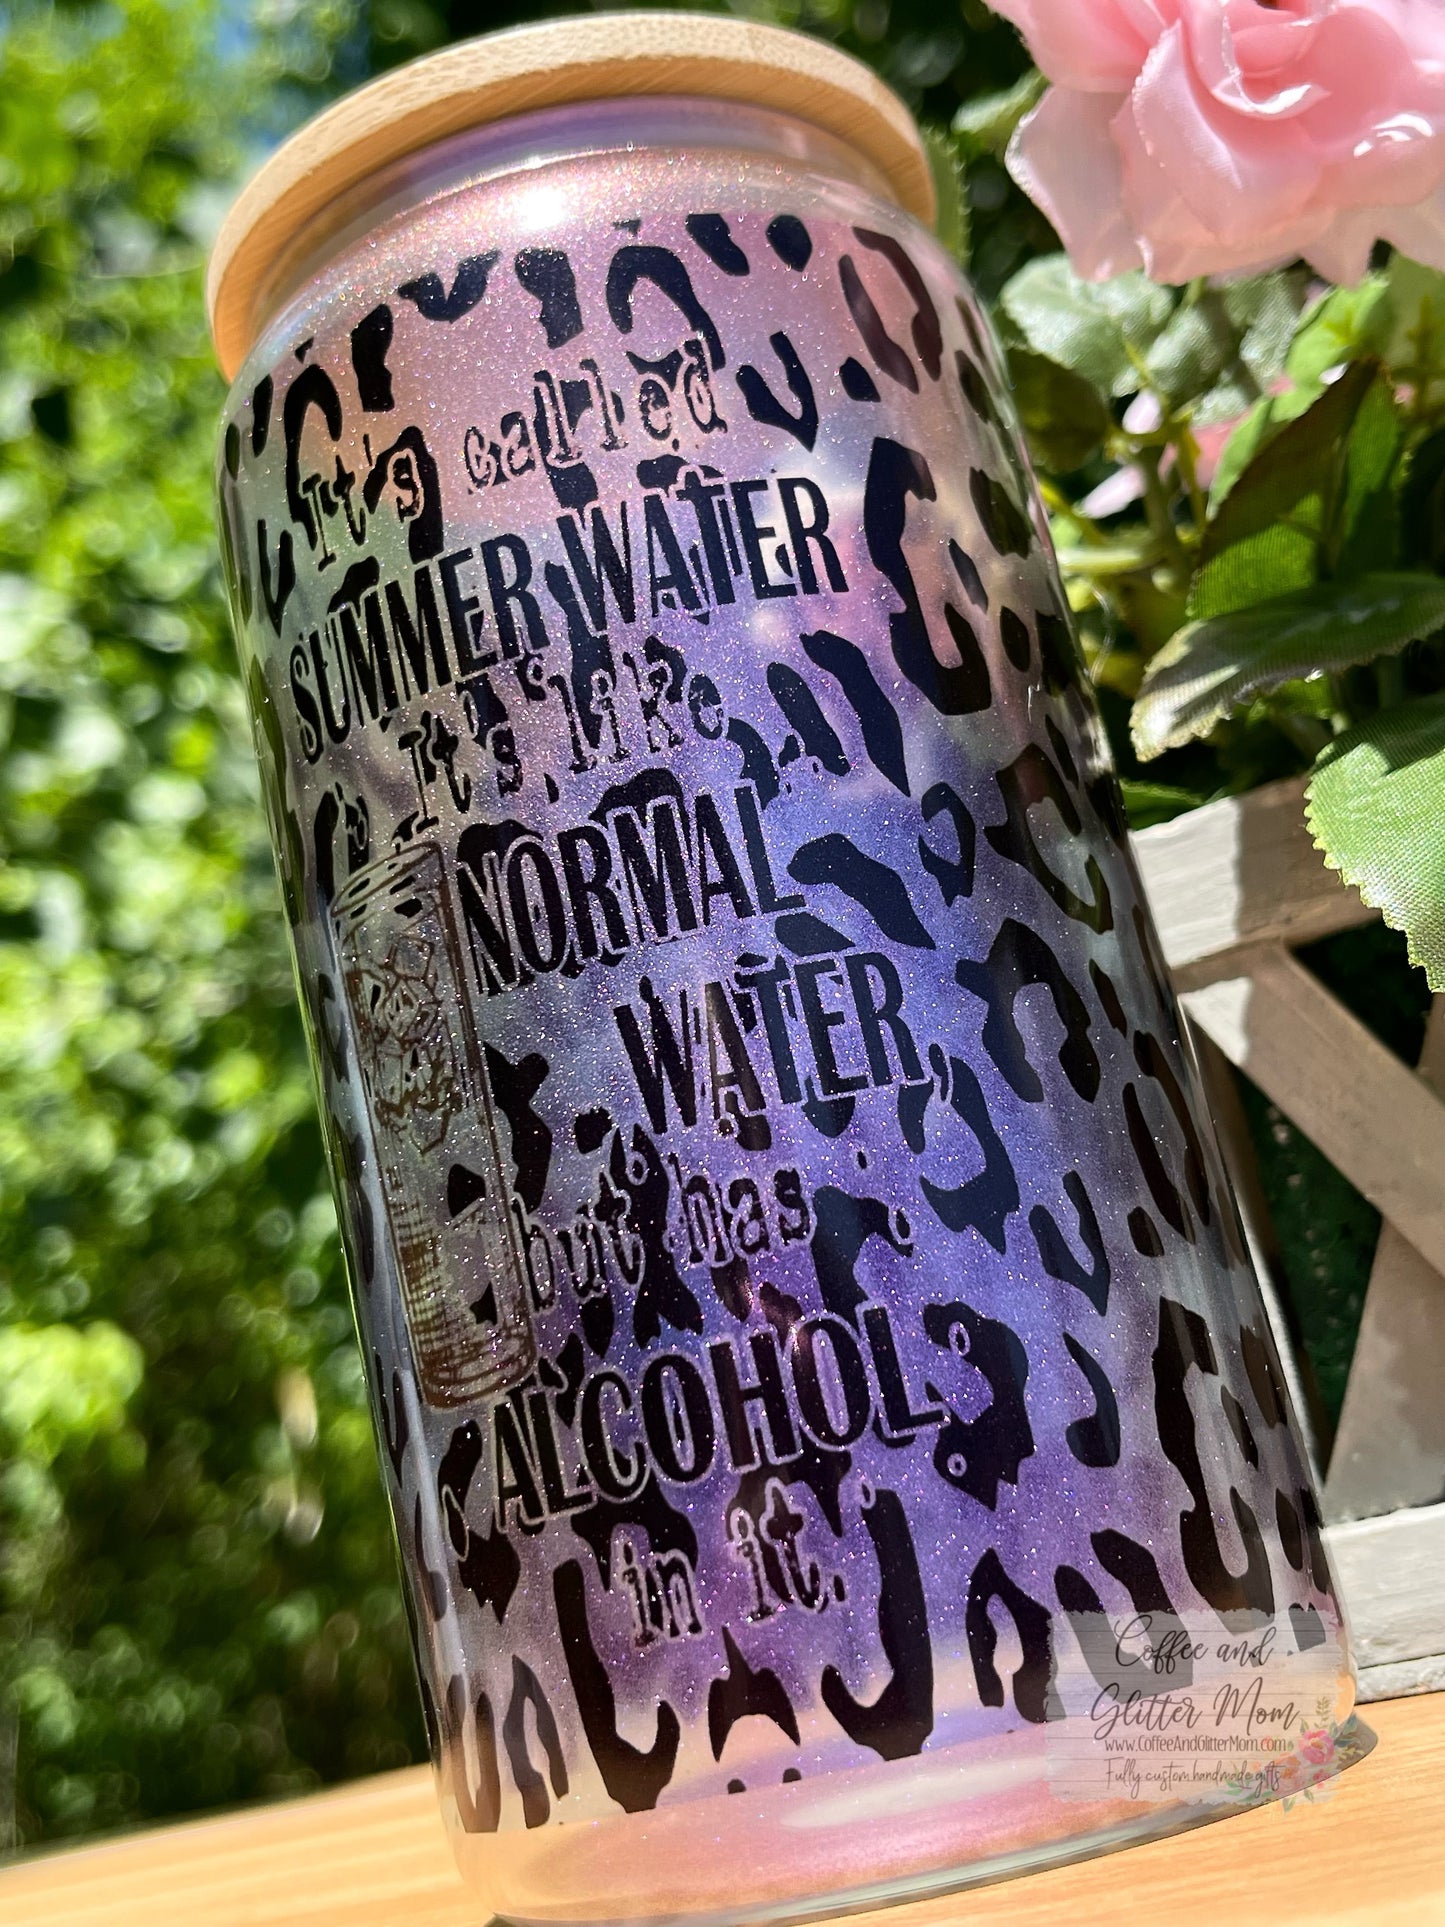 It's called
SUMMER WATER
It's like
NORMAL
WATER,
but has
ALCOHOL
in it.
Coffee and
Glitter Mom
www.CoffeeAndGlitterMom.com
Fully custom handmade gifts